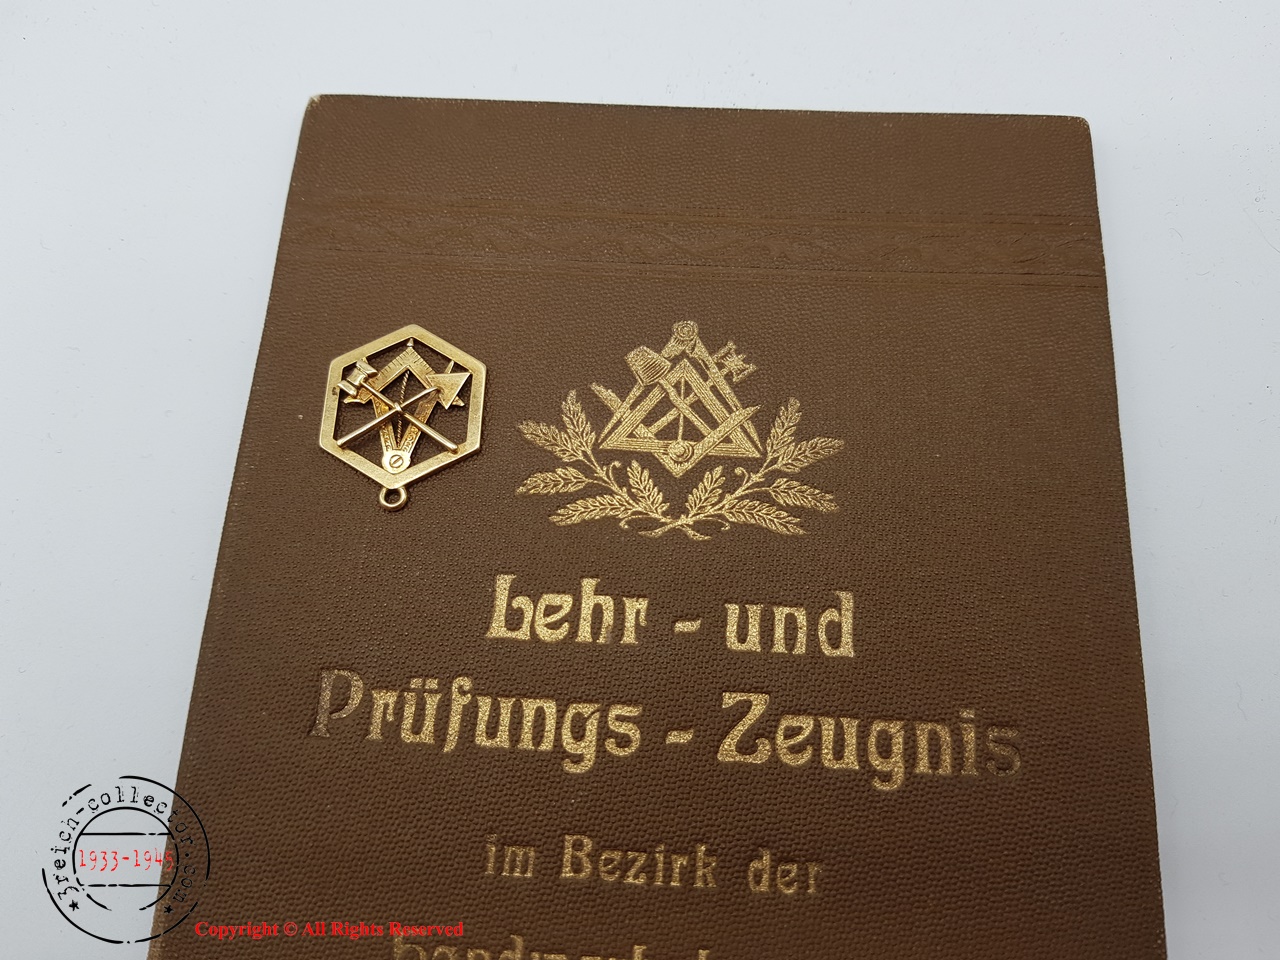 Lehr - und
Prüfungs - Zeugnis
im Bezirk der
3reich-collector.com
1933-1945
Copyright © All Rights Reserved